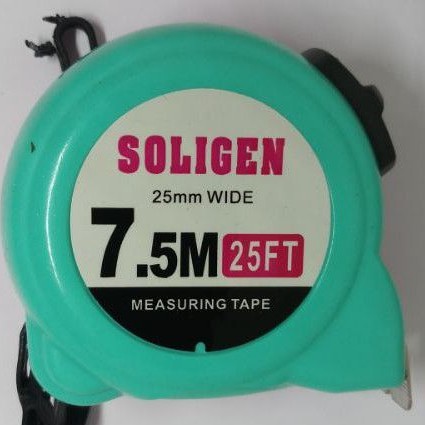 SOLIGEN
25mm WIDE
7.5M 25FT
MEASURING TAPE